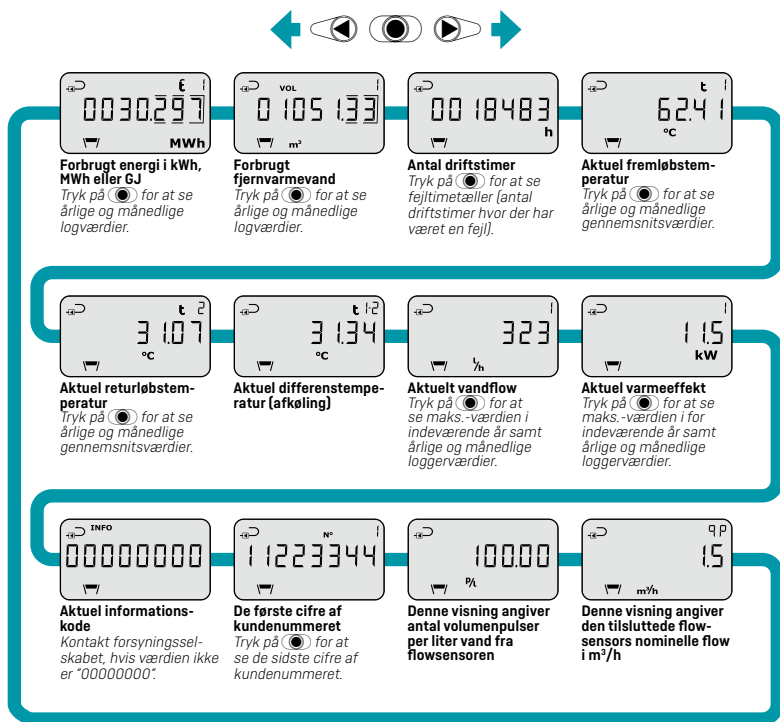 E 1
0030.297
MWh
Forbrugt energi i kWh,
MWh eller GJ
Tryk på for at se
årlige og månedlige
logværdier.
VOL 1
01051.33
m³
Forbrugt
fjernvarmevand
Tryk på for at se
årlige og månedlige
logværdier.
1
0018483
h
Antal driftstimer
Tryk på for at se
fejltimetæller (antal
driftstimer hvor der har
været en fejl).
t 1
62.41
°C
Aktuel fremløbstem-
peratur
Tryk på for at se
årlige og månedlige
gennemsnitsværdier.
t 2
31.07
°C
Aktuel returløbstem-
peratur
Tryk på for at se
årlige og månedlige
gennemsnitsværdier.
t 1-2
31.34
°C
Aktuel differenstempe-
ratur (afkøling)
1
323
l/h
Aktuelt vandflow
Tryk på for at
se maks.-værdien i
indeværende år samt
årlige og månedlige
loggerværdier.
1
11.5
kW
Aktuel varmeeffekt
Tryk på for at se
maks.-værdien i for
indeværende år samt
årlige og månedlige
loggerværdier.
INFO
00000000
Aktuel informations-
kode
Kontakt forsyningssel-
skabet, hvis værdien ikke
er "00000000".
N° 1
11223344
De første cifre af
kundenummeret
Tryk på for at
se de sidste cifre af
kundenummeret.
100.00
P/L
Denne visning angiver
antal volumenpulser
per liter vand fra
flowsensoren
qP
1.5
m³/h
Denne visning angiver
den tilsluttede flow-
sensors nominelle flow
i m³/h